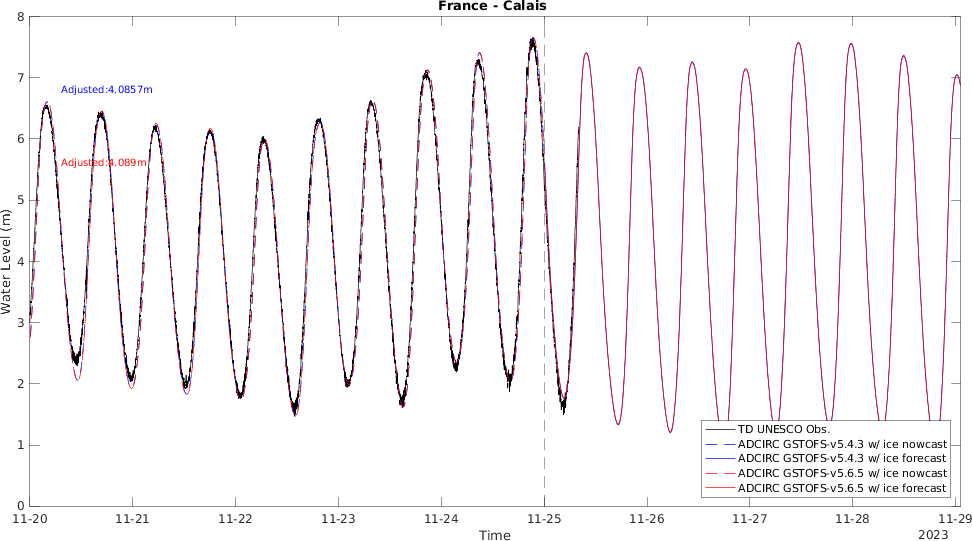 France - Calais
8
7
6
5
4
3
2
1
0
Water Level (m)
Adjusted:4.0857m
Adjusted:4.089m
TD UNESCO Obs.
ADCIRC GSTOFS-v5.4.3 w/ ice nowcast
ADCIRC GSTOFS-v5.4.3 w/ ice forecast
ADCIRC GSTOFS-v5.6.5 w/ ice nowcast
ADCIRC GSTOFS-v5.6.5 w/ ice forecast
11-20 11-21 11-22 11-23 11-24 11-25 11-26 11-27 11-28 11-29
Time
2023